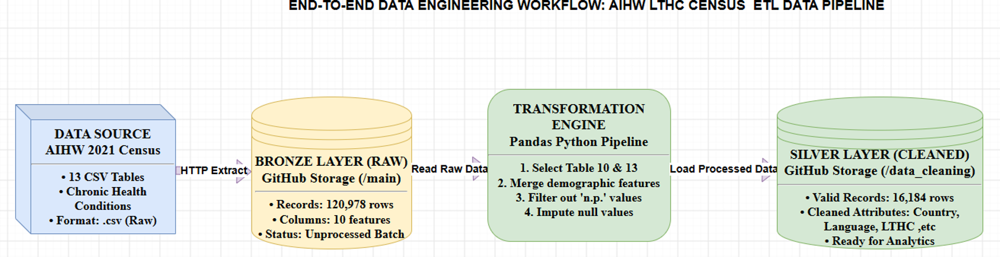 END-TO-END DATA ENGINEERING WORKFLOW: AIHW LTHC CENSUS  ETL DATA PIPELINE
DATA SOURCE
AIHW 2021 Census
• 13 CSV Tables
• Chronic Health
Conditions
• Format: .csv (Raw)
HTTP Extract
BRONZE LAYER (RAW)
GitHub Storage (/main)
• Records: 120,978 rows
• Columns: 10 features
• Status: Unprocessed Batch
Read Raw Data
TRANSFORMATION
ENGINE
Pandas Python Pipeline
1. Select Table 10 & 13
2. Merge demographic features
3. Filter out 'n.p.' values
4. Impute null values
Load Processed Data
SILVER LAYER (CLEANED)
GitHub Storage (/data_cleaning)
• Valid Records: 16,184 rows
• Cleaned Attributes: Country,
Language, LTHC ,etc
• Ready for Analytics